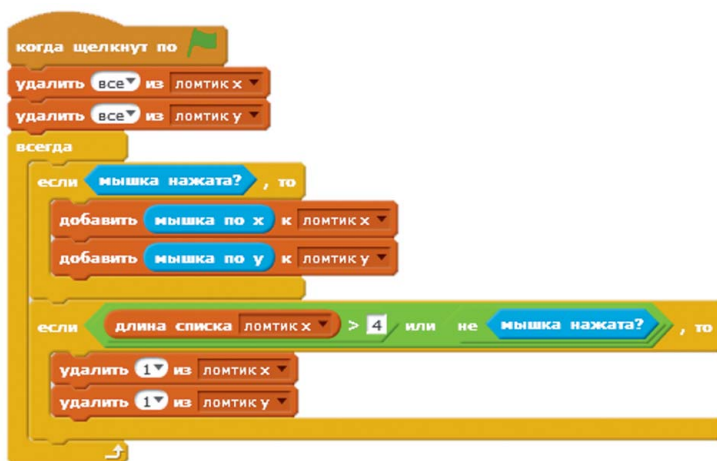 когда щелкнут по
удалить все из ломтик x
удалить все из ломтик y
всегда
если мышка нажата? , то
добавить мышка по x к ломтик x
добавить мышка по y к ломтик y
если длина списка ломтик x > 4 или не мышка нажата? , то
удалить 1 из ломтик x
удалить 1 из ломтик y